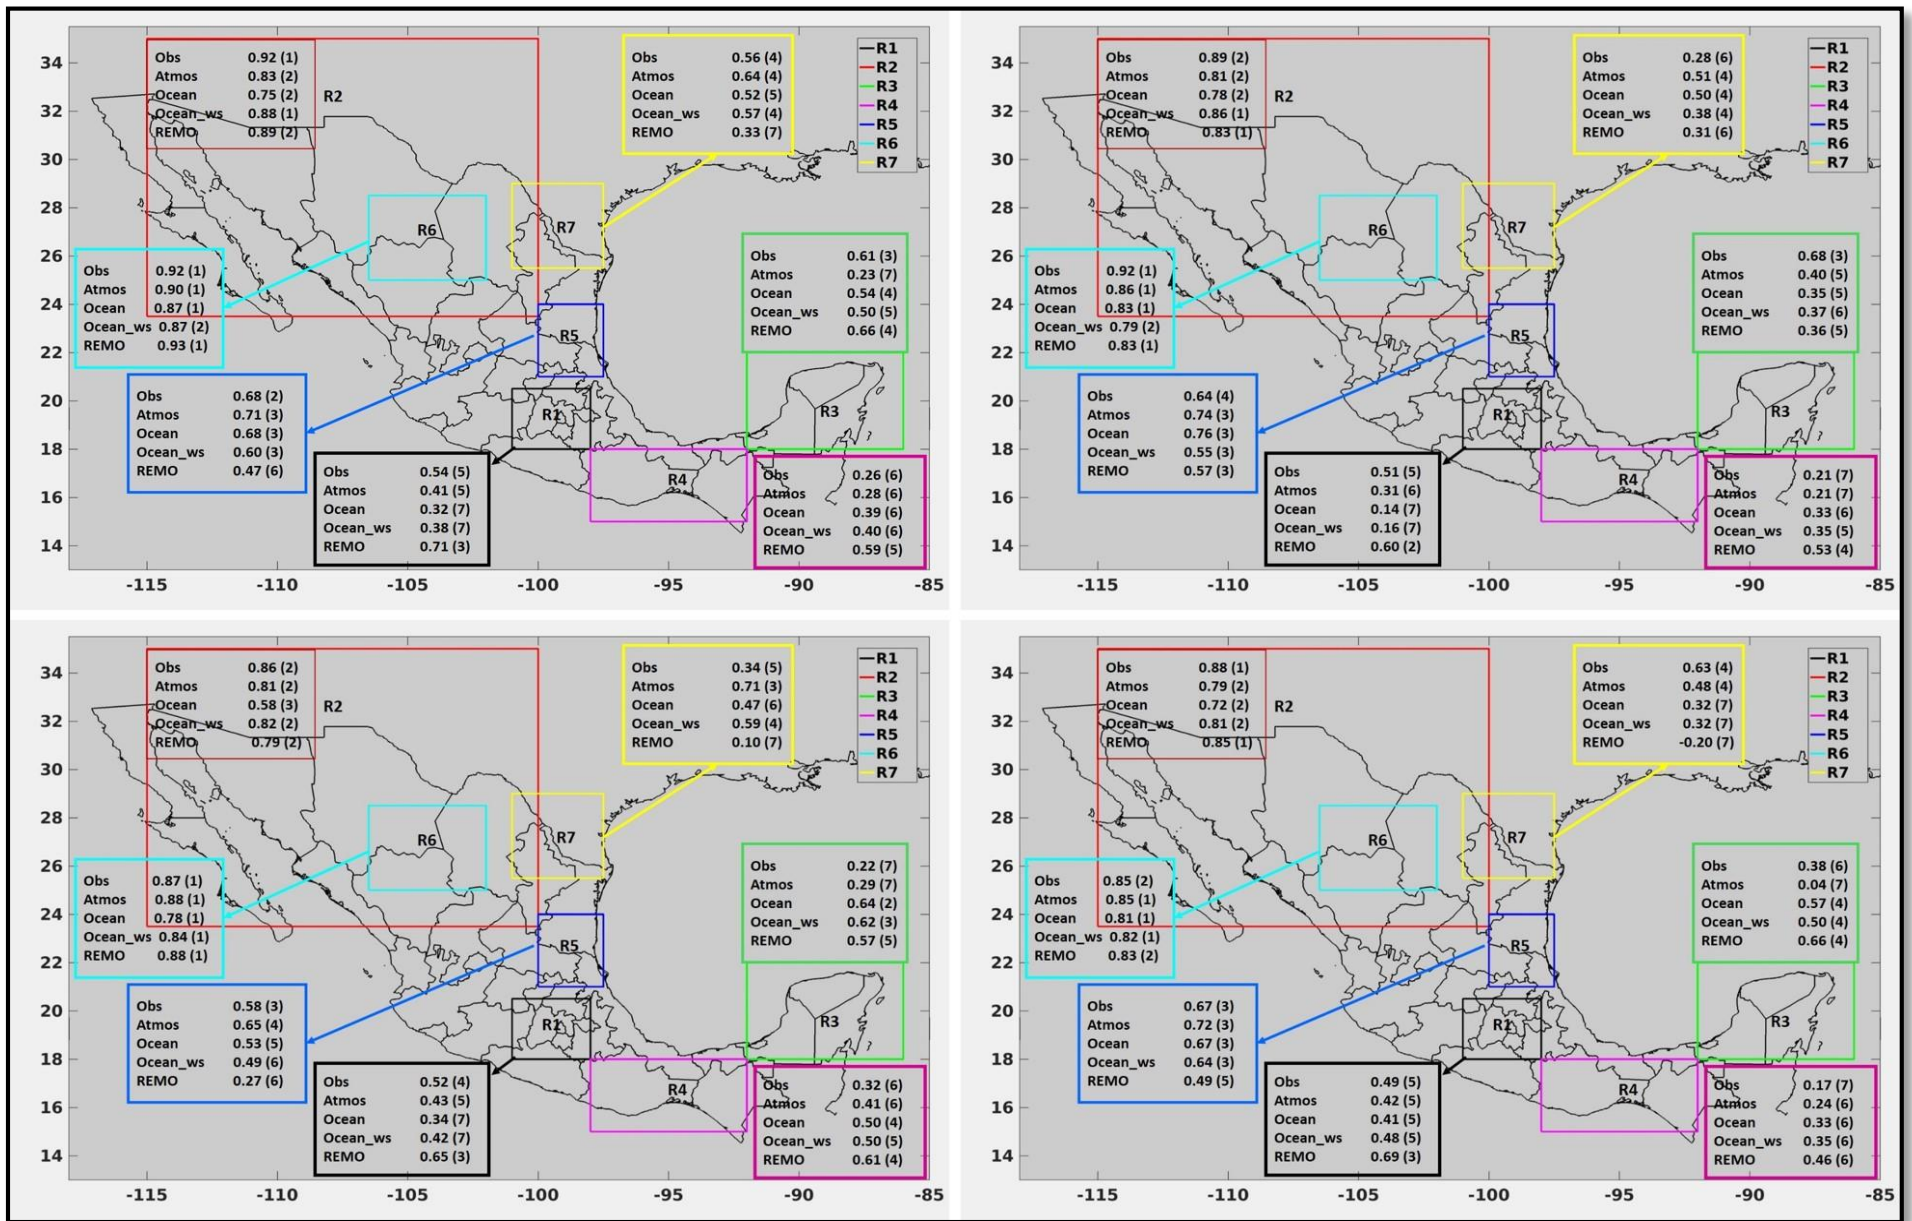 Obs 0.92 (1)
Atmos 0.83 (2)
Ocean 0.75 (2)
Ocean_ws 0.88 (1)
REMO 0.89 (2)
R2
Obs 0.56 (4)
Atmos 0.64 (4)
Ocean 0.52 (5)
Ocean_ws 0.57 (4)
REMO 0.33 (7)
R1
R2
R3
R4
R5
R6
R7
34
32
30
28
26
24
22
20
18
16
14
R6
R7
Obs 0.92 (1)
Atmos 0.90 (1)
Ocean 0.87 (1)
Ocean_ws 0.87 (2)
REMO 0.93 (1)
Obs 0.61 (3)
Atmos 0.23 (7)
Ocean 0.54 (4)
Ocean_ws 0.50 (5)
REMO 0.66 (4)
R5
Obs 0.68 (2)
Atmos 0.71 (3)
Ocean 0.68 (3)
Ocean_ws 0.60 (3)
REMO 0.47 (6)
R1
R3
Obs 0.54 (5)
Atmos 0.41 (5)
Ocean 0.32 (7)
Ocean_ws 0.38 (7)
REMO 0.71 (3)
R4
Obs 0.26 (6)
Atmos 0.28 (6)
Ocean 0.39 (6)
Ocean_ws 0.40 (6)
REMO 0.59 (5)
-115 -110 -105 -100 -95 -90 -85
Obs 0.89 (2)
Atmos 0.81 (2)
Ocean 0.78 (2)
Ocean_ws 0.86 (1)
REMO 0.83 (1)
R2
Obs 0.28 (6)
Atmos 0.51 (4)
Ocean 0.50 (4)
Ocean_ws 0.38 (4)
REMO 0.31 (6)
R1
R2
R3
R4
R5
R6
R7
34
32
30
28
26
24
22
20
18
16
14
R6
R7
Obs 0.92 (1)
Atmos 0.86 (1)
Ocean 0.83 (1)
Ocean_ws 0.79 (2)
REMO 0.83 (1)
Obs 0.68 (3)
Atmos 0.40 (5)
Ocean 0.35 (5)
Ocean_ws 0.37 (6)
REMO 0.36 (5)
R5
Obs 0.64 (4)
Atmos 0.74 (3)
Ocean 0.76 (3)
Ocean_ws 0.55 (3)
REMO 0.57 (3)
R1
R3
Obs 0.51 (5)
Atmos 0.31 (6)
Ocean 0.14 (7)
Ocean_ws 0.16 (7)
REMO 0.60 (2)
R4
Obs 0.21 (7)
Atmos 0.21 (7)
Ocean 0.33 (6)
Ocean_ws 0.35 (5)
REMO 0.53 (4)
-115 -110 -105 -100 -95 -90 -85
Obs 0.86 (2)
Atmos 0.81 (2)
Ocean 0.58 (3)
Ocean_ws 0.82 (2)
REMO 0.79 (2)
R2
Obs 0.34 (5)
Atmos 0.71 (3)
Ocean 0.47 (6)
Ocean_ws 0.59 (4)
REMO 0.10 (7)
R1
R2
R3
R4
R5
R6
R7
34
32
30
28
26
24
22
20
18
16
14
R6
R7
Obs 0.87 (1)
Atmos 0.88 (1)
Ocean 0.78 (1)
Ocean_ws 0.84 (1)
REMO 0.88 (1)
Obs 0.22 (7)
Atmos 0.29 (7)
Ocean 0.64 (2)
Ocean_ws 0.62 (3)
REMO 0.57 (5)
R5
Obs 0.58 (3)
Atmos 0.65 (4)
Ocean 0.53 (5)
Ocean_ws 0.49 (6)
REMO 0.27 (6)
R1
R3
Obs 0.52 (4)
Atmos 0.43 (5)
Ocean 0.34 (7)
Ocean_ws 0.42 (7)
REMO 0.65 (3)
R4
Obs 0.32 (6)
Atmos 0.41 (6)
Ocean 0.50 (4)
Ocean_ws 0.50 (5)
REMO 0.61 (4)
-115 -110 -105 -100 -95 -90 -85
Obs 0.88 (1)
Atmos 0.79 (2)
Ocean 0.72 (2)
Ocean_ws 0.81 (2)
REMO 0.85 (1)
R2
Obs 0.63 (4)
Atmos 0.48 (4)
Ocean 0.32 (7)
Ocean_ws 0.32 (7)
REMO -0.20 (7)
R1
R2
R3
R4
R5
R6
R7
34
32
30
28
26
24
22
20
18
16
14
R6
R7
Obs 0.85 (2)
Atmos 0.85 (1)
Ocean 0.81 (1)
Ocean_ws 0.82 (1)
REMO 0.83 (2)
Obs 0.38 (6)
Atmos 0.04 (7)
Ocean 0.57 (4)
Ocean_ws 0.50 (4)
REMO 0.66 (4)
R5
Obs 0.67 (3)
Atmos 0.72 (3)
Ocean 0.67 (3)
Ocean_ws 0.64 (3)
REMO 0.49 (5)
R1
R3
Obs 0.49 (5)
Atmos 0.42 (5)
Ocean 0.41 (5)
Ocean_ws 0.48 (5)
REMO 0.69 (3)
R4
Obs 0.17 (7)
Atmos 0.24 (6)
Ocean 0.33 (6)
Ocean_ws 0.35 (6)
REMO 0.46 (6)
-115 -110 -105 -100 -95 -90 -85